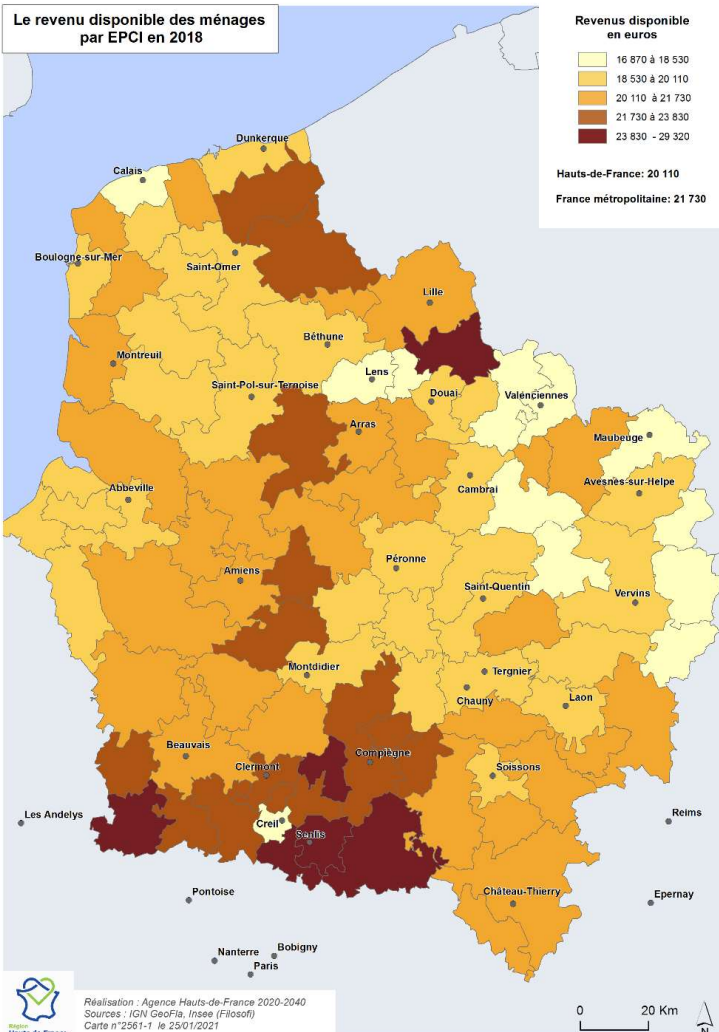 Le revenu disponible des ménages
par EPCI en 2018
Revenus disponible
en euros
16 870 à 18 530
18 530 à 20 110
20 110 à 21 730
21 730 à 23 830
23 830 - 29 320
Hauts-de-France: 20 110
France métropolitaine: 21 730
Dunkerque
Calais
Boulogne-sur-Mer
Saint-Omer
Lille
Béthune
Montreuil
Lens
Saint-Pol-sur-Ternoise
Douai
Valenciennes
Arras
Maubeuge
Cambrai
Avesnes-sur-Helpe
Abbeville
Péronne
Amiens
Saint-Quentin
Vervins
Montdidier
Tergnier
Chauny
Laon
Beauvais
Compiègne
Clermont
Soissons
Les Andelys
Creil
Senlis
Reims
Pontoise
Château-Thierry
Epernay
Nanterre
Bobigny
Paris
Région
Hauts-de-France
Réalisation : Agence Hauts-de-France 2020-2040
Sources : IGN GeoFla, Insee (Filosofi)
Carte n°2561-1 le 25/01/2021
0 20 Km
N